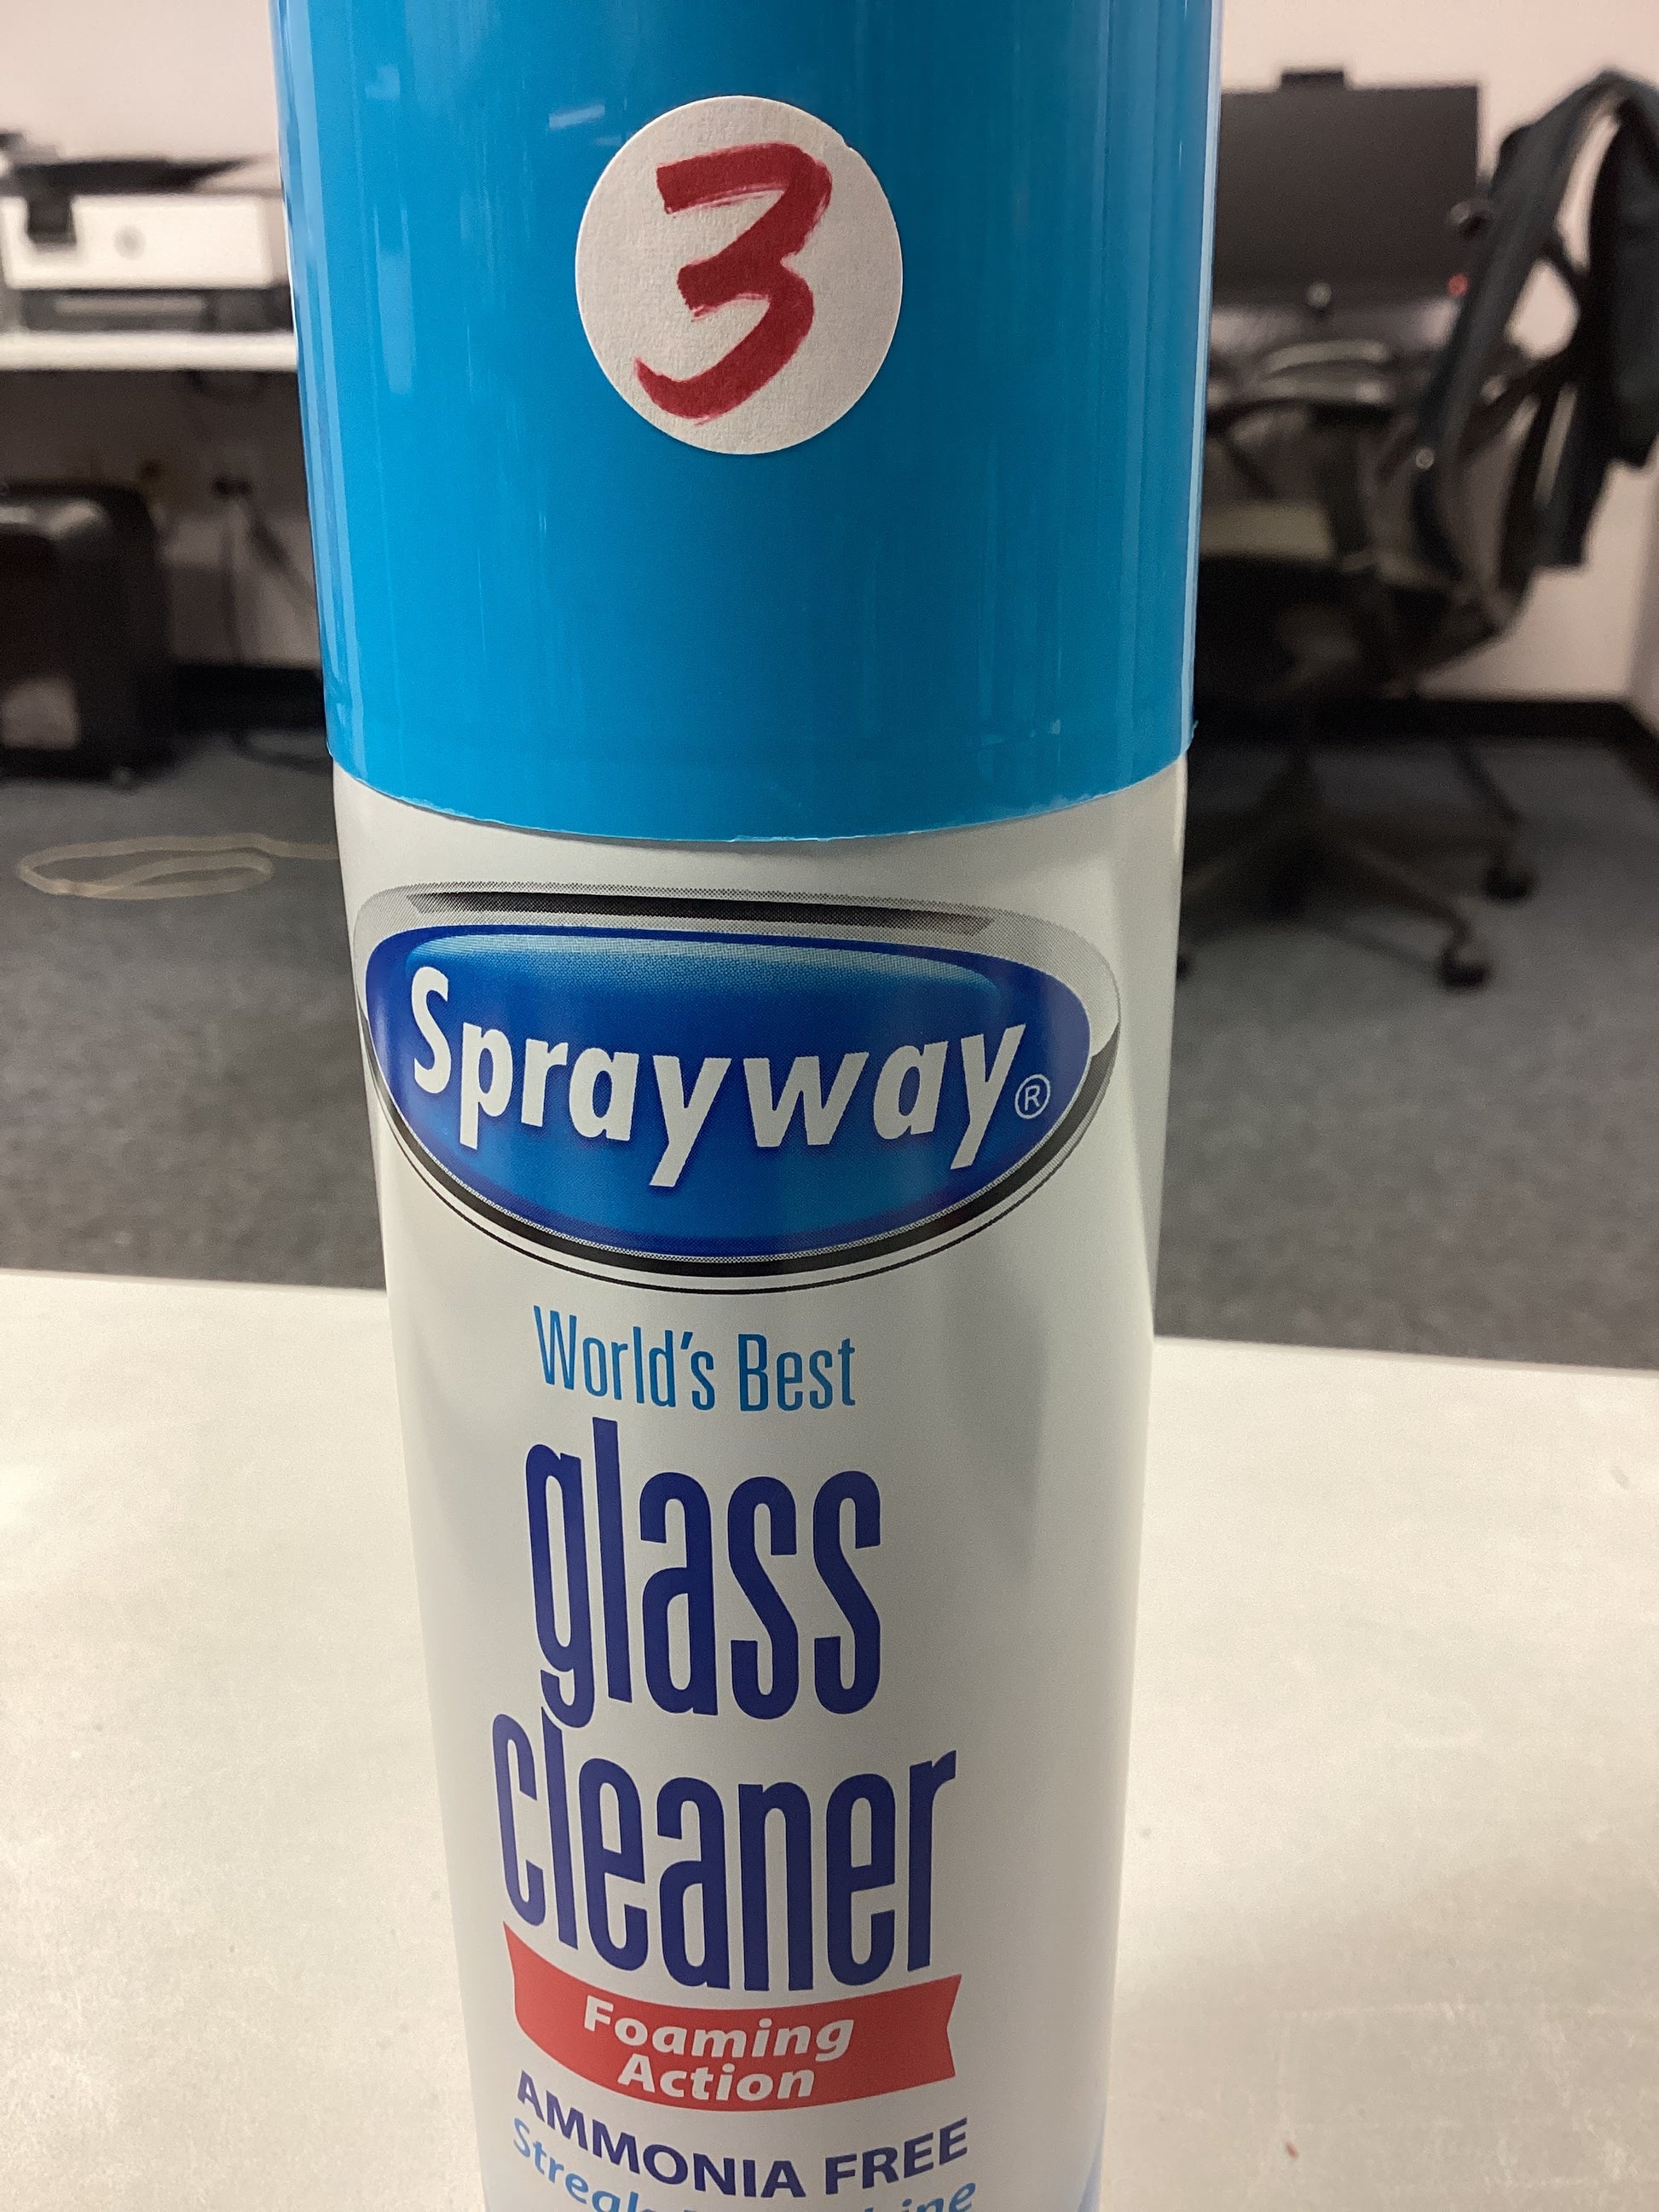 3
Sprayway®
World's Best
glass
cleaner
Foaming
Action
AMMONIA FREE